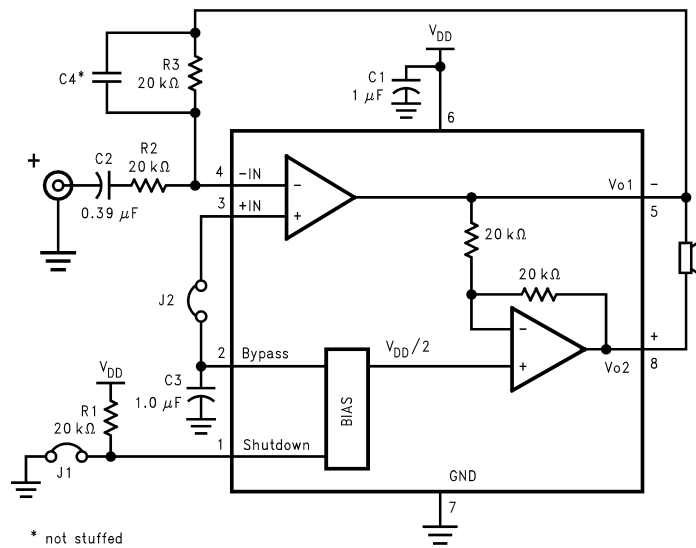 V_DD
R3
20 kΩ
C4*
C1
1 μF
6
+
C2
0.39 μF
R2
20 kΩ
4
-IN
-
Vo1
-
3
+IN
+
5
20 kΩ
20 kΩ
J2
-
+
2
Bypass
V_DD/2
+
Vo2
8
C3
1.0 μF
BIAS
V_DD
R1
20 kΩ
1
Shutdown
J1
GND
7
* not stuffed